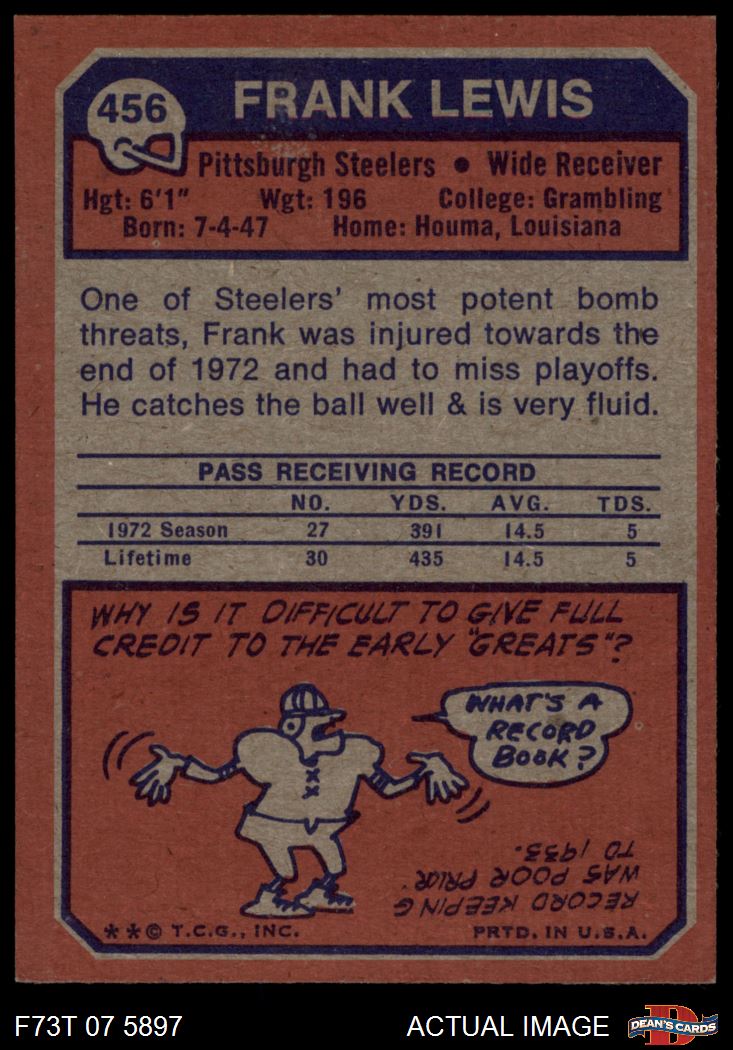 456
FRANK LEWIS
Pittsburgh Steelers • Wide Receiver
Hgt: 6'1" Wgt: 196 College: Grambling
Born: 7-4-47 Home: Houma, Louisiana
One of Steelers' most potent bomb
threats, Frank was injured towards the
end of 1972 and had to miss playoffs.
He catches the ball well & is very fluid.
PASS RECEIVING RECORD
NO. YDS. AVG. TDS.
1972 Season 27 391 14.5 5
Lifetime 30 435 14.5 5
WHY IS IT DIFFICULT TO GIVE FULL
CREDIT TO THE EARLY "GREATS"?
WHAT'S A
RECORD
BOOK?
RECORD KEEPING
WAS POOR PRIOR
TO 1933.
**© T.C.G., INC. PRTD. IN U.S.A.
F73T 07 5897 ACTUAL IMAGE
D
DEAN'S CARDS